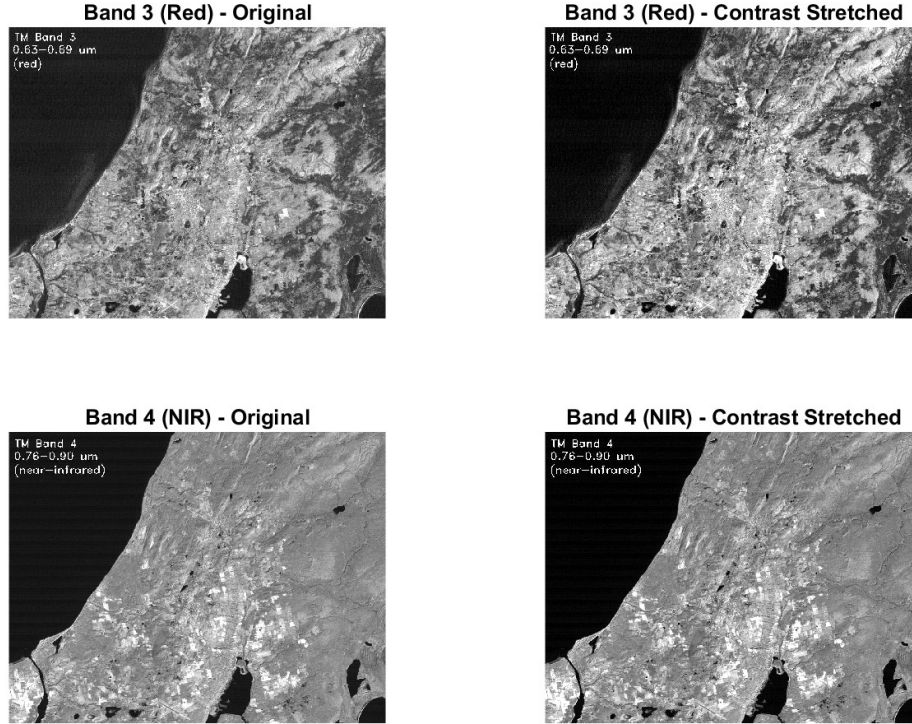 Band 3 (Red) - Original
TM Band 3
0.63-0.69 um
(red)
Band 3 (Red) - Contrast Stretched
TM Band 3
0.63-0.69 um
(red)
Band 4 (NIR) - Original
TM Band 4
0.76-0.90 um
(near-infrared)
Band 4 (NIR) - Contrast Stretched
TM Band 4
0.76-0.90 um
(near-infrared)